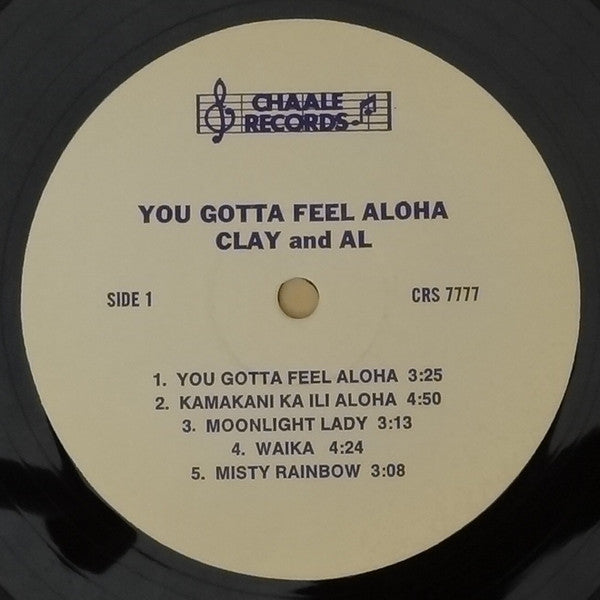 CHAALE
RECORDS
YOU GOTTA FEEL ALOHA
CLAY and AL
SIDE 1
CRS 7777
1. YOU GOTTA FEEL ALOHA 3:25
2. KAMAKANI KA ILI ALOHA 4:50
3. MOONLIGHT LADY 3:13
4. WAIKA 4:24
5. MISTY RAINBOW 3:08